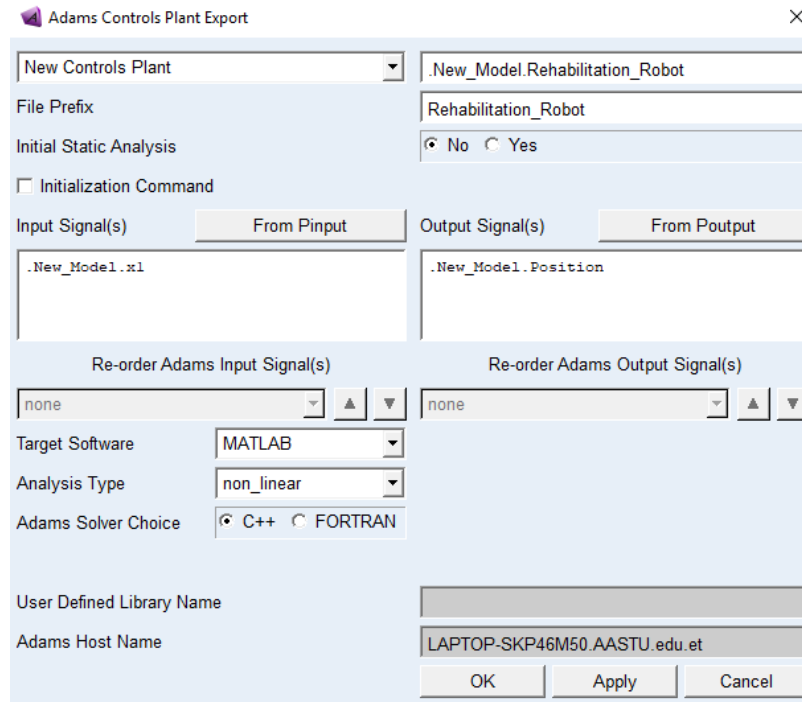 Adams Controls Plant Export
New Controls Plant
.New_Model.Rehabilitation_Robot
File Prefix
Rehabilitation_Robot
Initial Static Analysis
No Yes
Initialization Command
Input Signal(s) From Pinput
Output Signal(s) From Poutput
.New_Model.x1
.New_Model.Position
Re-order Adams Input Signal(s)
Re-order Adams Output Signal(s)
none
none
Target Software MATLAB
Analysis Type non_linear
Adams Solver Choice C++ FORTRAN
User Defined Library Name
Adams Host Name
LAPTOP-SKP46M50.AASTU.edu.et
OK Apply Cancel